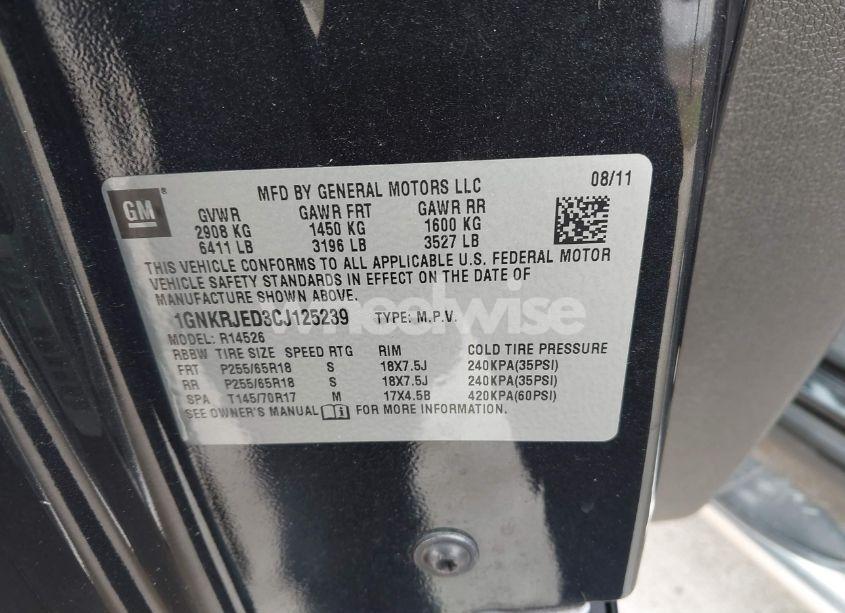 GM
MFD BY GENERAL MOTORS LLC 08/11
GVWR GAWR FRT GAWR RR
2908 KG 1450 KG 1600 KG
6411 LB 3196 LB 3527 LB
THIS VEHICLE CONFORMS TO ALL APPLICABLE U.S. FEDERAL MOTOR
VEHICLE SAFETY STANDARDS IN EFFECT ON THE DATE OF
MANUFACTURE SHOWN ABOVE.
1GNKRJED3CJ125239 TYPE: M.P.V.
MODEL: R14526
RBBW TIRE SIZE SPEED RTG RIM COLD TIRE PRESSURE
FRT P255/65R18 S 18X7.5J 240KPA(35PSI)
RR P255/65R18 S 18X7.5J 240KPA(35PSI)
SPA T145/70R17 M 17X4.5B 420KPA(60PSI)
SEE OWNER'S MANUAL FOR MORE INFORMATION.
wheelwise